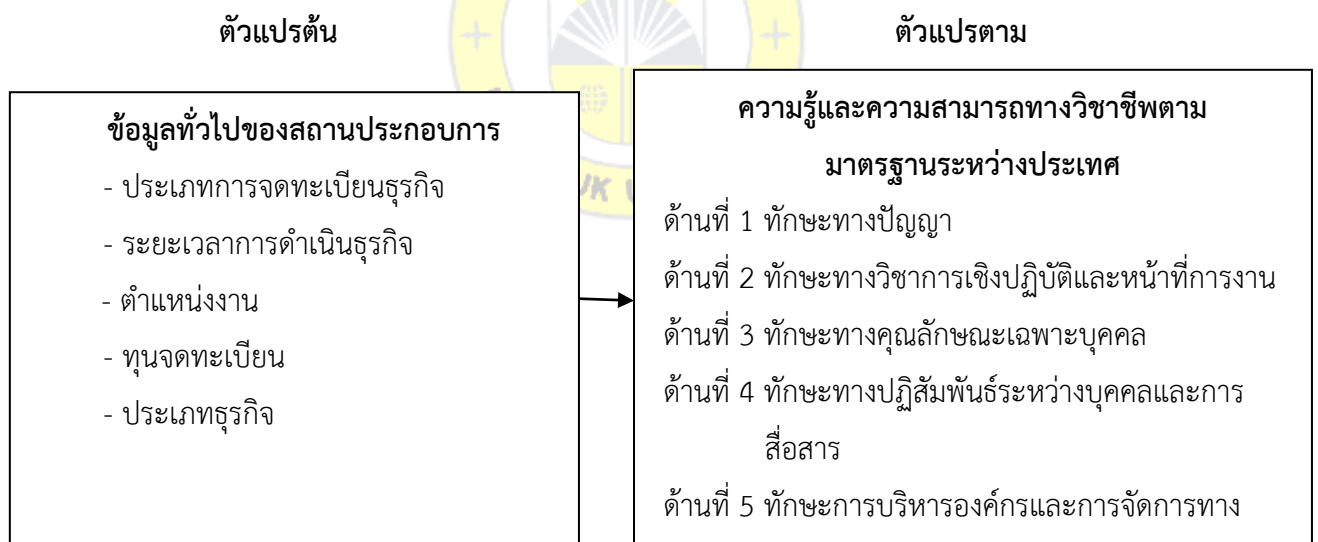 ตัวแปรต้น
ตัวแปรตาม
ข้อมูลทั่วไปของสถานประกอบการ
- ประเภทการจดทะเบียนธุรกิจ
- ระยะเวลาการดำเนินธุรกิจ
- ตำแหน่งงาน
- ทุนจดทะเบียน
- ประเภทธุรกิจ
ความรู้และความสามารถทางวิชาชีพตาม
มาตรฐานระหว่างประเทศ
ด้านที่ 1 ทักษะทางปัญญา
ด้านที่ 2 ทักษะทางวิชาการเชิงปฏิบัติและหน้าที่การงาน
ด้านที่ 3 ทักษะทางคุณลักษณะเฉพาะบุคคล
ด้านที่ 4 ทักษะทางปฏิสัมพันธ์ระหว่างบุคคลและการ
สื่อสาร
ด้านที่ 5 ทักษะการบริหารองค์กรและการจัดการทาง